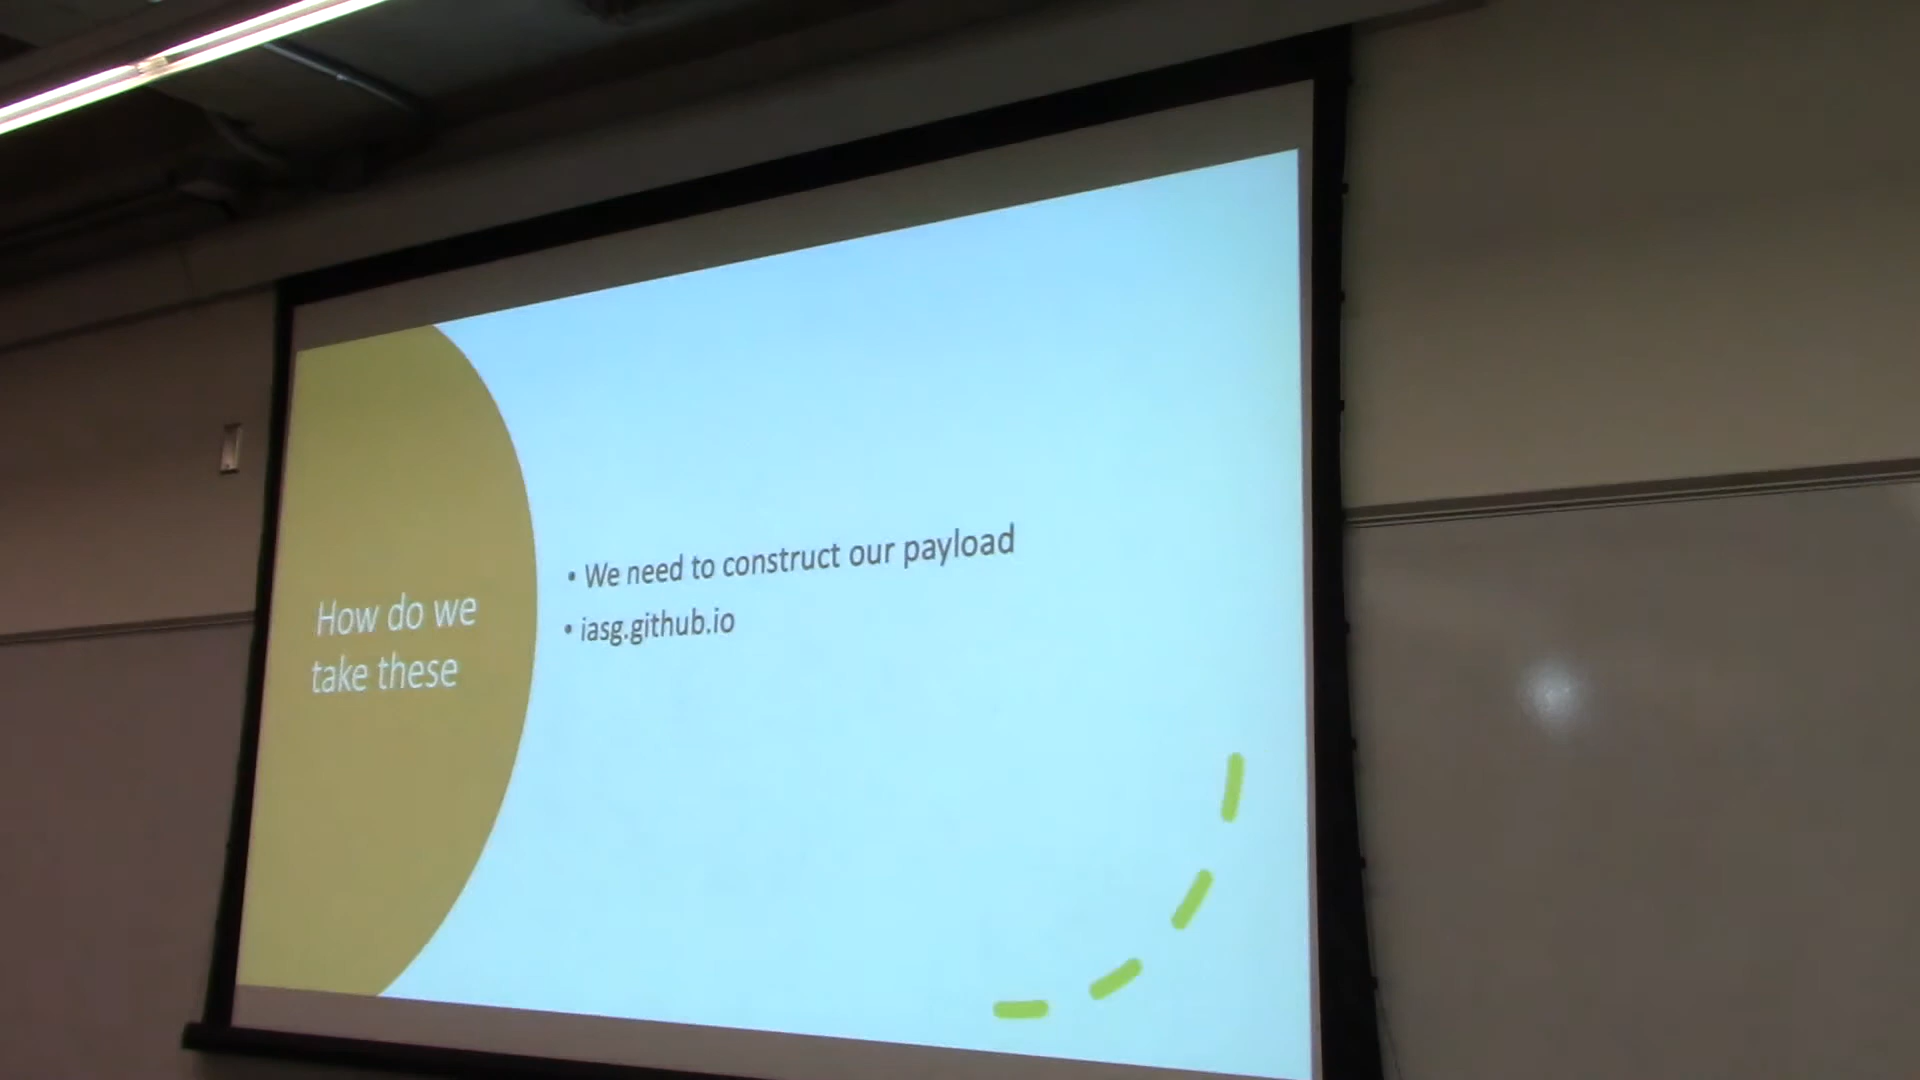 How do we
take these
• We need to construct our payload
• iasg.github.io